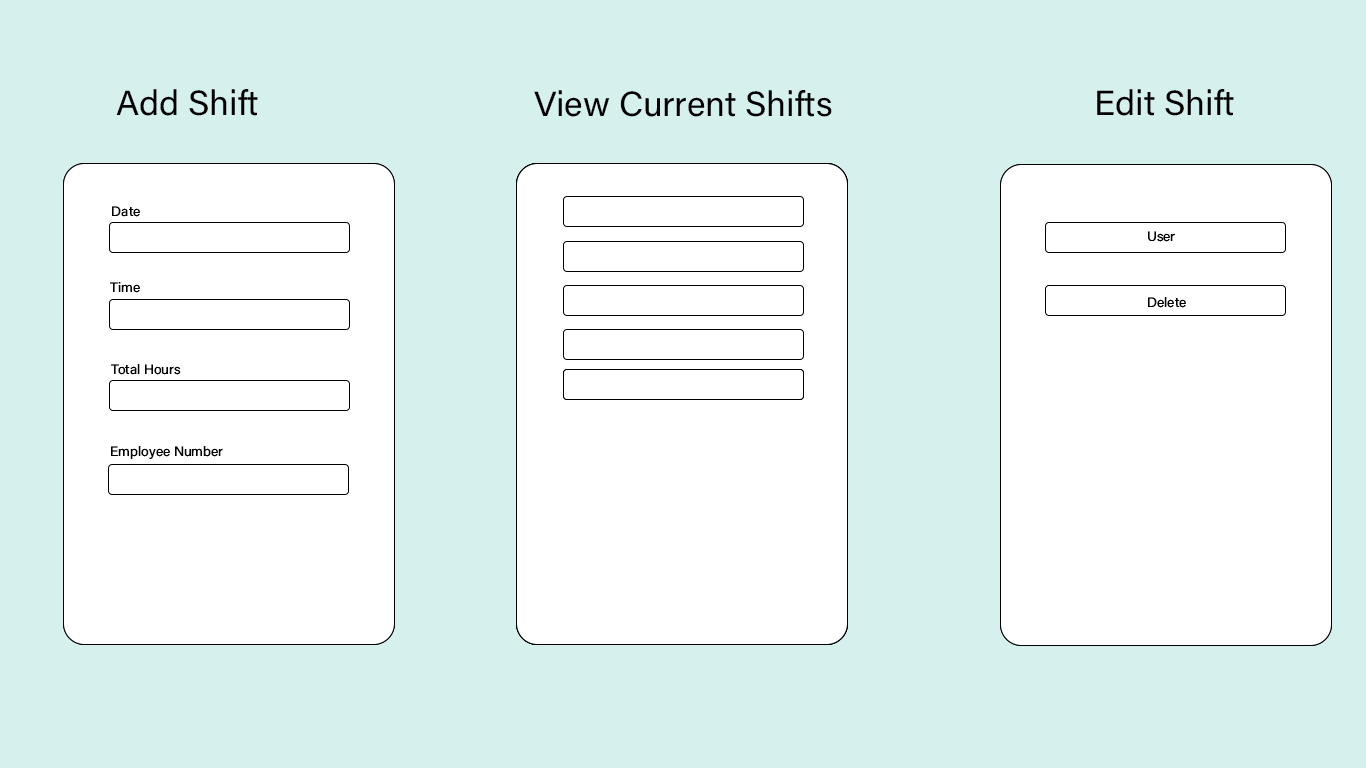 Add Shift
View Current Shifts
Edit Shift
Date
Time
Total Hours
Employee Number
User
Delete